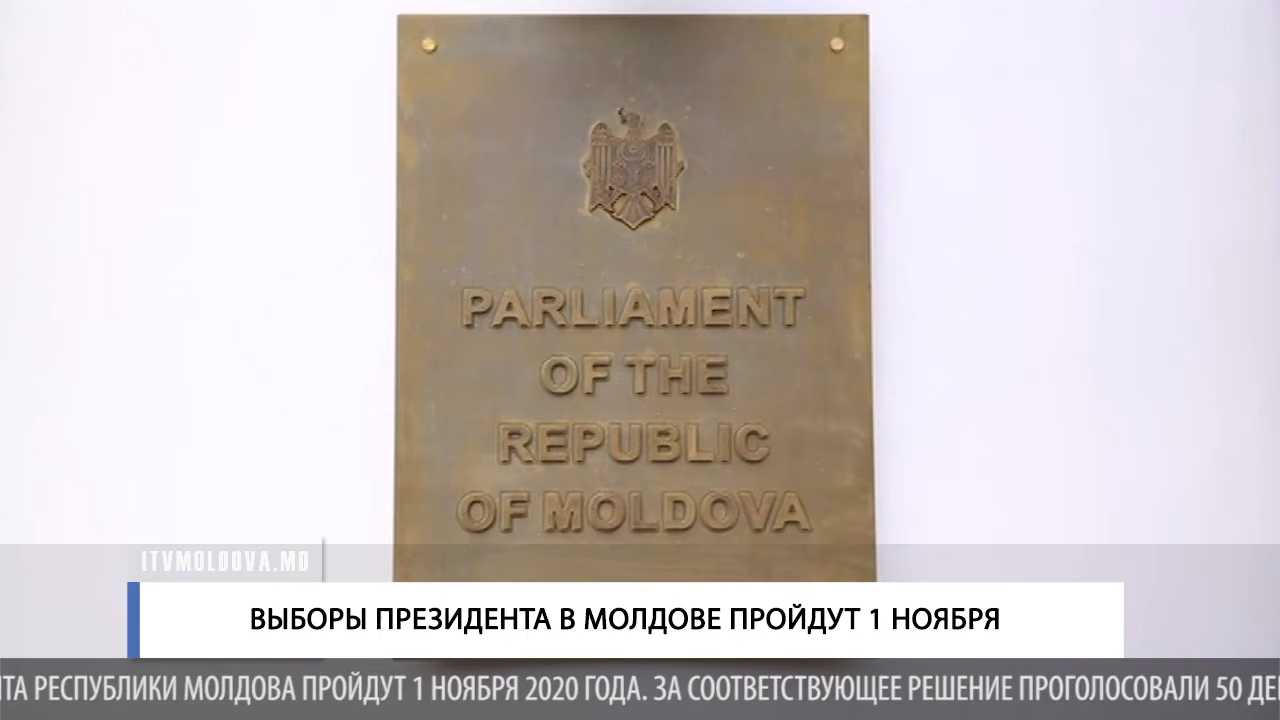 PARLIAMENT
OF THE
REPUBLIC
OF MOLDOVA
ITVMOLDOVA.MD
ВЫБОРЫ ПРЕЗИДЕНТА В МОЛДОВЕ ПРОЙДУТ 1 НОЯБРЯ
РЕСПУБЛИКИ МОЛДОВА ПРОЙДУТ 1 НОЯБРЯ 2020 ГОДА. ЗА СООТВЕТСТВУЮЩЕЕ РЕШЕНИЕ ПРОГОЛОСОВАЛИ 50